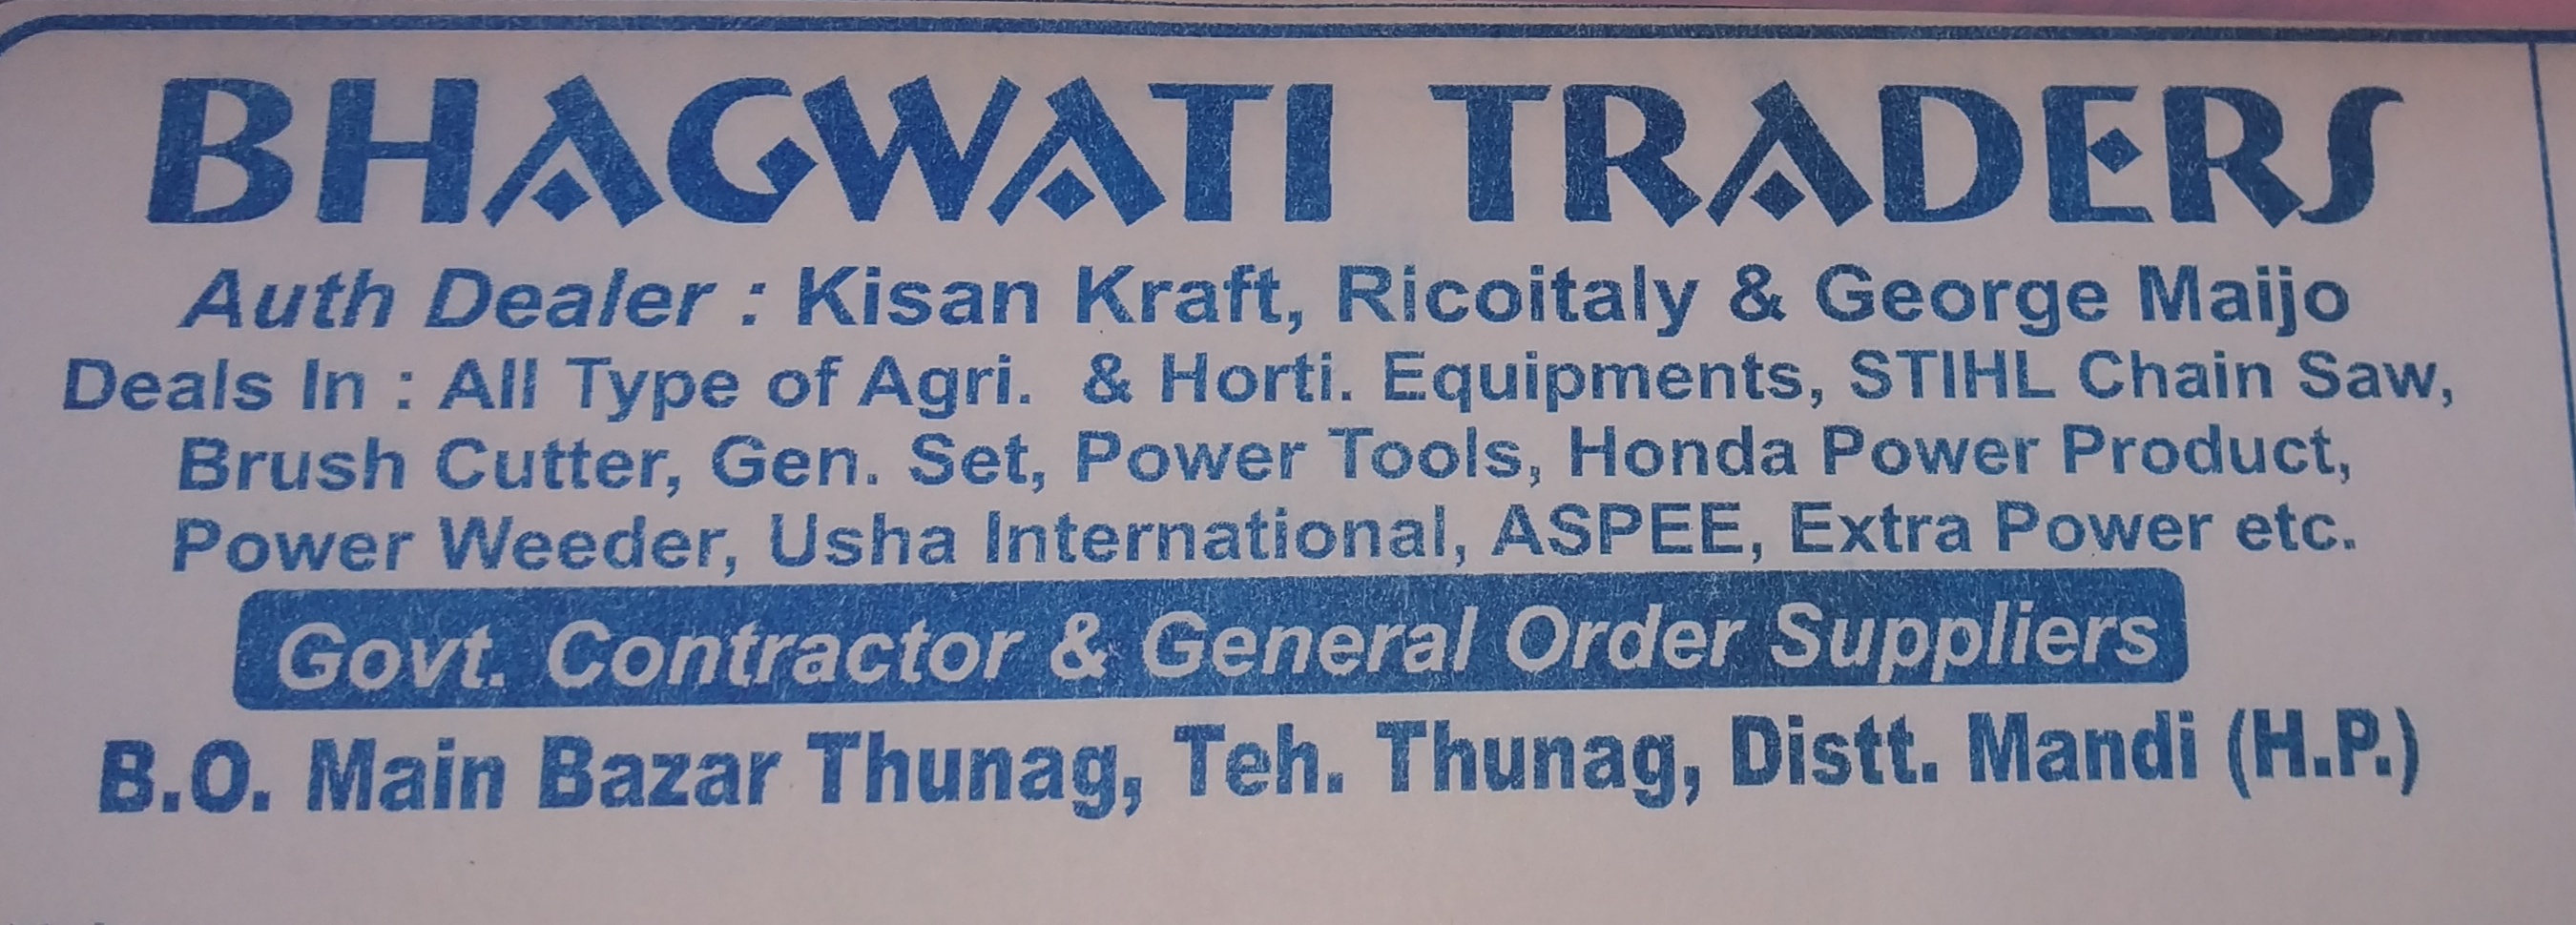 BHAGWATI TRADERS
Auth Dealer : Kisan Kraft, Ricoitaly & George Maijo
Deals In : All Type of Agri. & Horti. Equipments, STIHL Chain Saw,
Brush Cutter, Gen. Set, Power Tools, Honda Power Product,
Power Weeder, Usha International, ASPEE, Extra Power etc.
Govt. Contractor & General Order Suppliers
B.O. Main Bazar Thunag, Teh. Thunag, Distt. Mandi (H.P.)